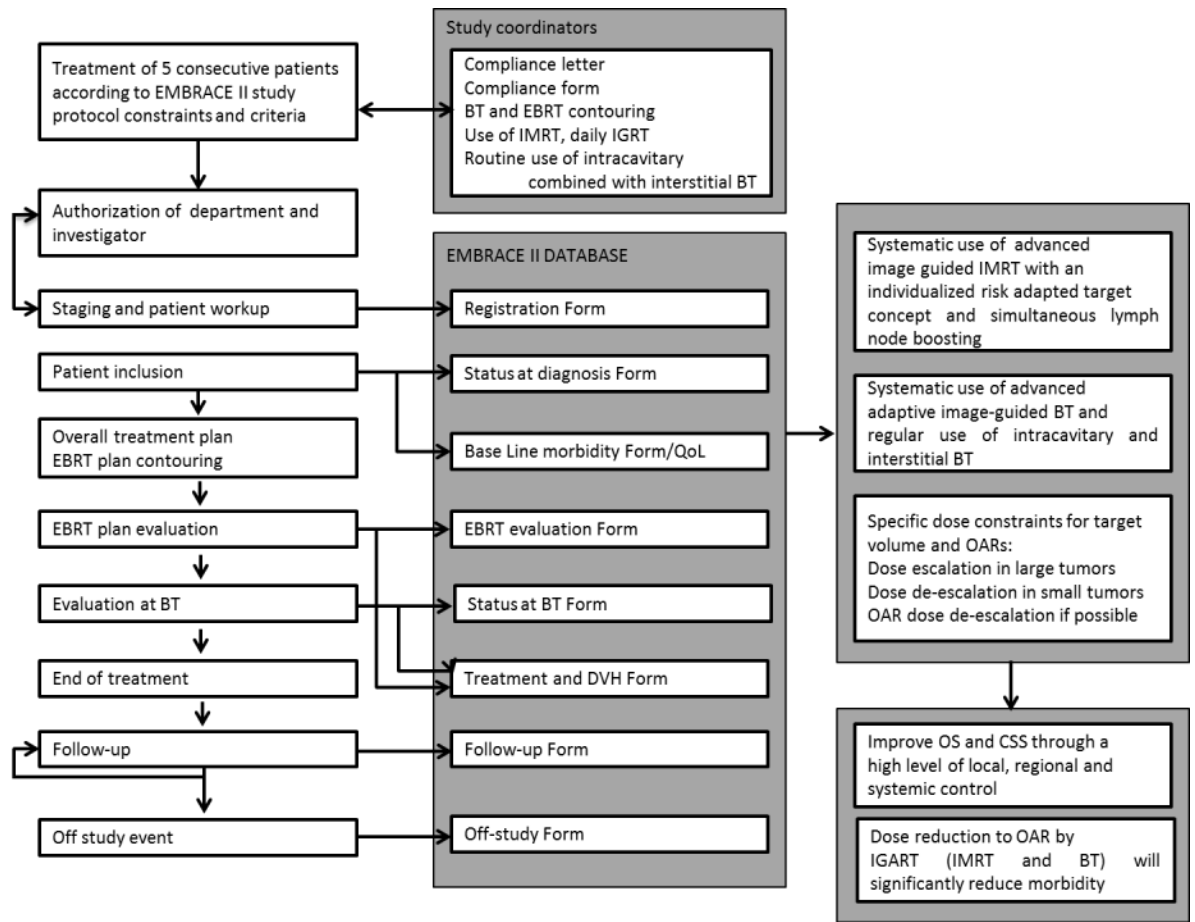 Treatment of 5 consecutive patients
according to EMBRACE II study
protocol constraints and criteria
Authorization of department and
investigator
Staging and patient workup
Patient inclusion
Overall treatment plan
EBRT plan contouring
EBRT plan evaluation
Evaluation at BT
End of treatment
Follow-up
Off study event
Study coordinators
Compliance letter
Compliance form
BT and EBRT contouring
Use of IMRT, daily IGRT
Routine use of intracavitary
combined with interstitial BT
EMBRACE II DATABASE
Registration Form
Status at diagnosis Form
Base Line morbidity Form/QoL
EBRT evaluation Form
Status at BT Form
Treatment and DVH Form
Follow-up Form
Off-study Form
Systematic use of advanced
image guided IMRT with an
individualized risk adapted target
concept and simultaneous lymph
node boosting
Systematic use of advanced
adaptive image-guided BT and
regular use of intracavitary and
interstitial BT
Specific dose constraints for target
volume and OARs:
Dose escalation in large tumors
Dose de-escalation in small tumors
OAR dose de-escalation if possible
Improve OS and CSS through a
high level of local, regional and
systemic control
Dose reduction to OAR by
IGART (IMRT and BT) will
significantly reduce morbidity